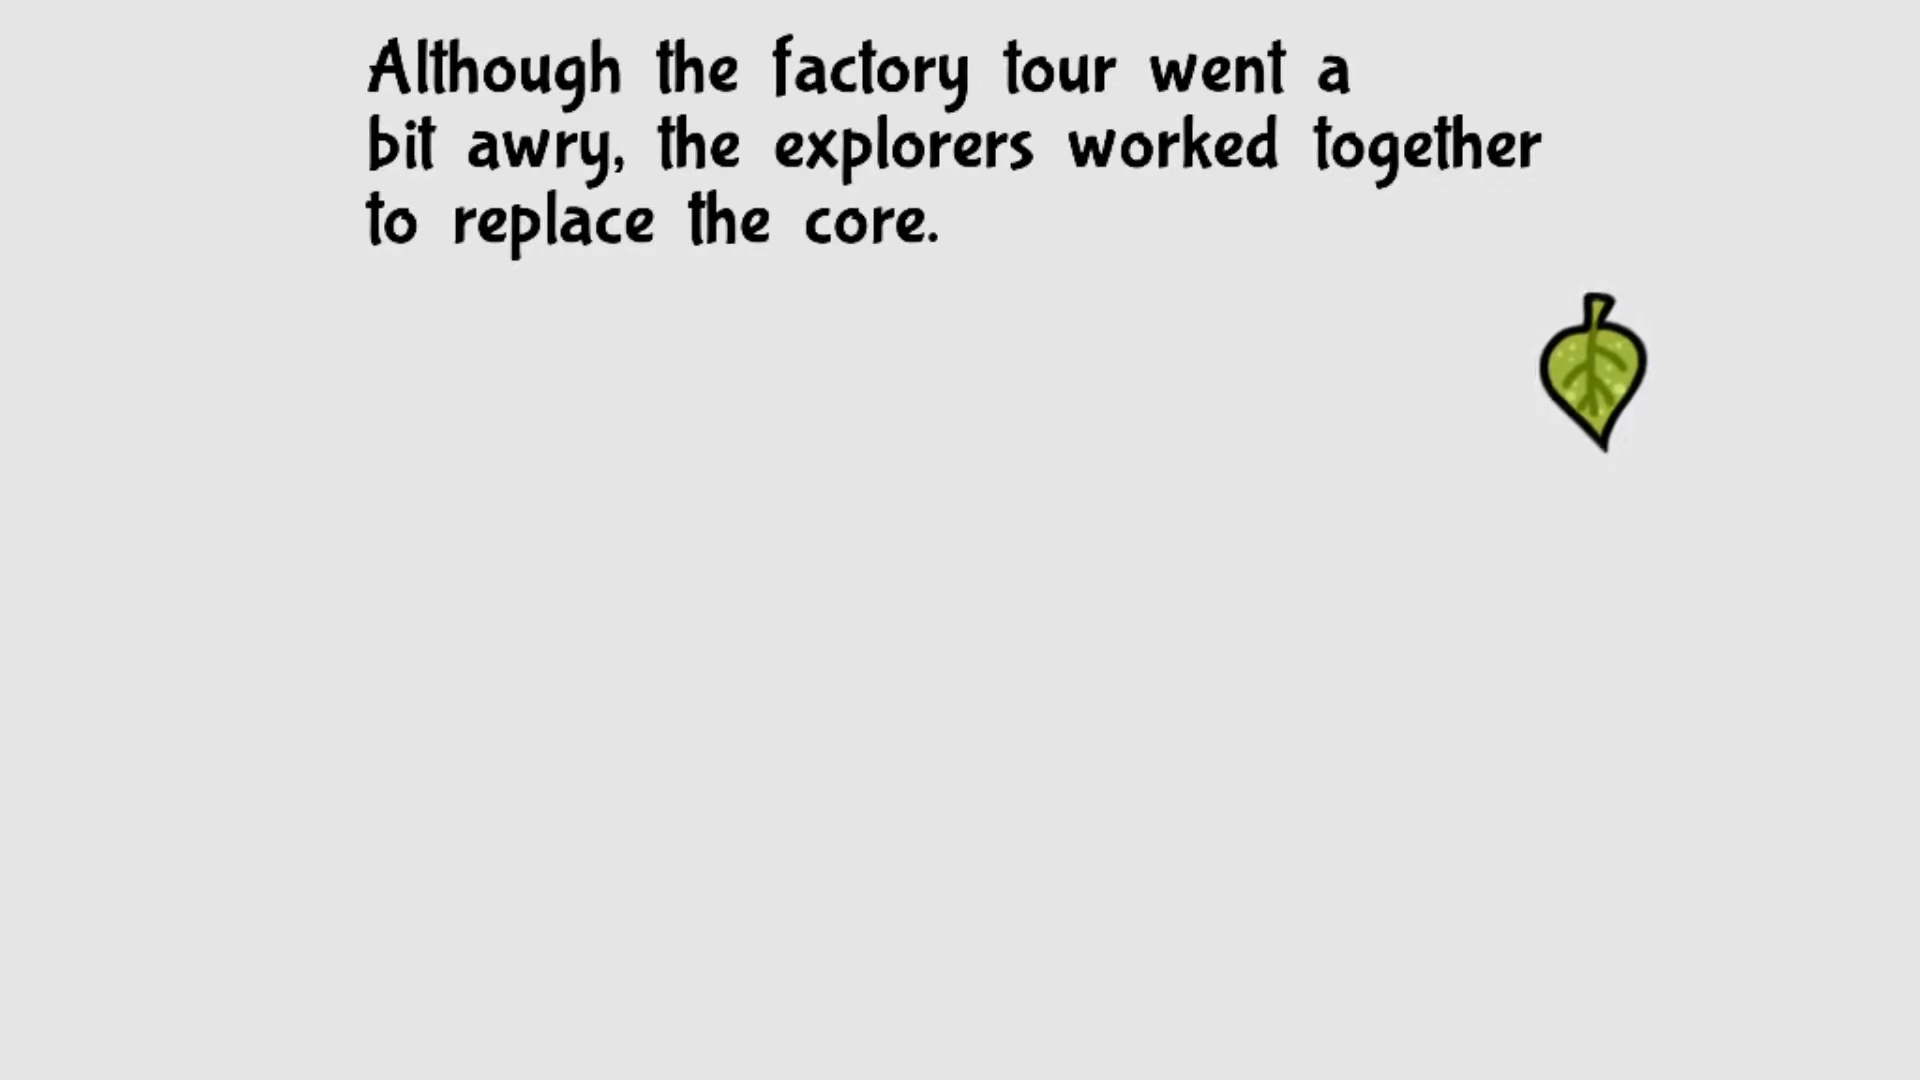 Although the factory tour went a
bit awry, the explorers worked together
to replace the core.